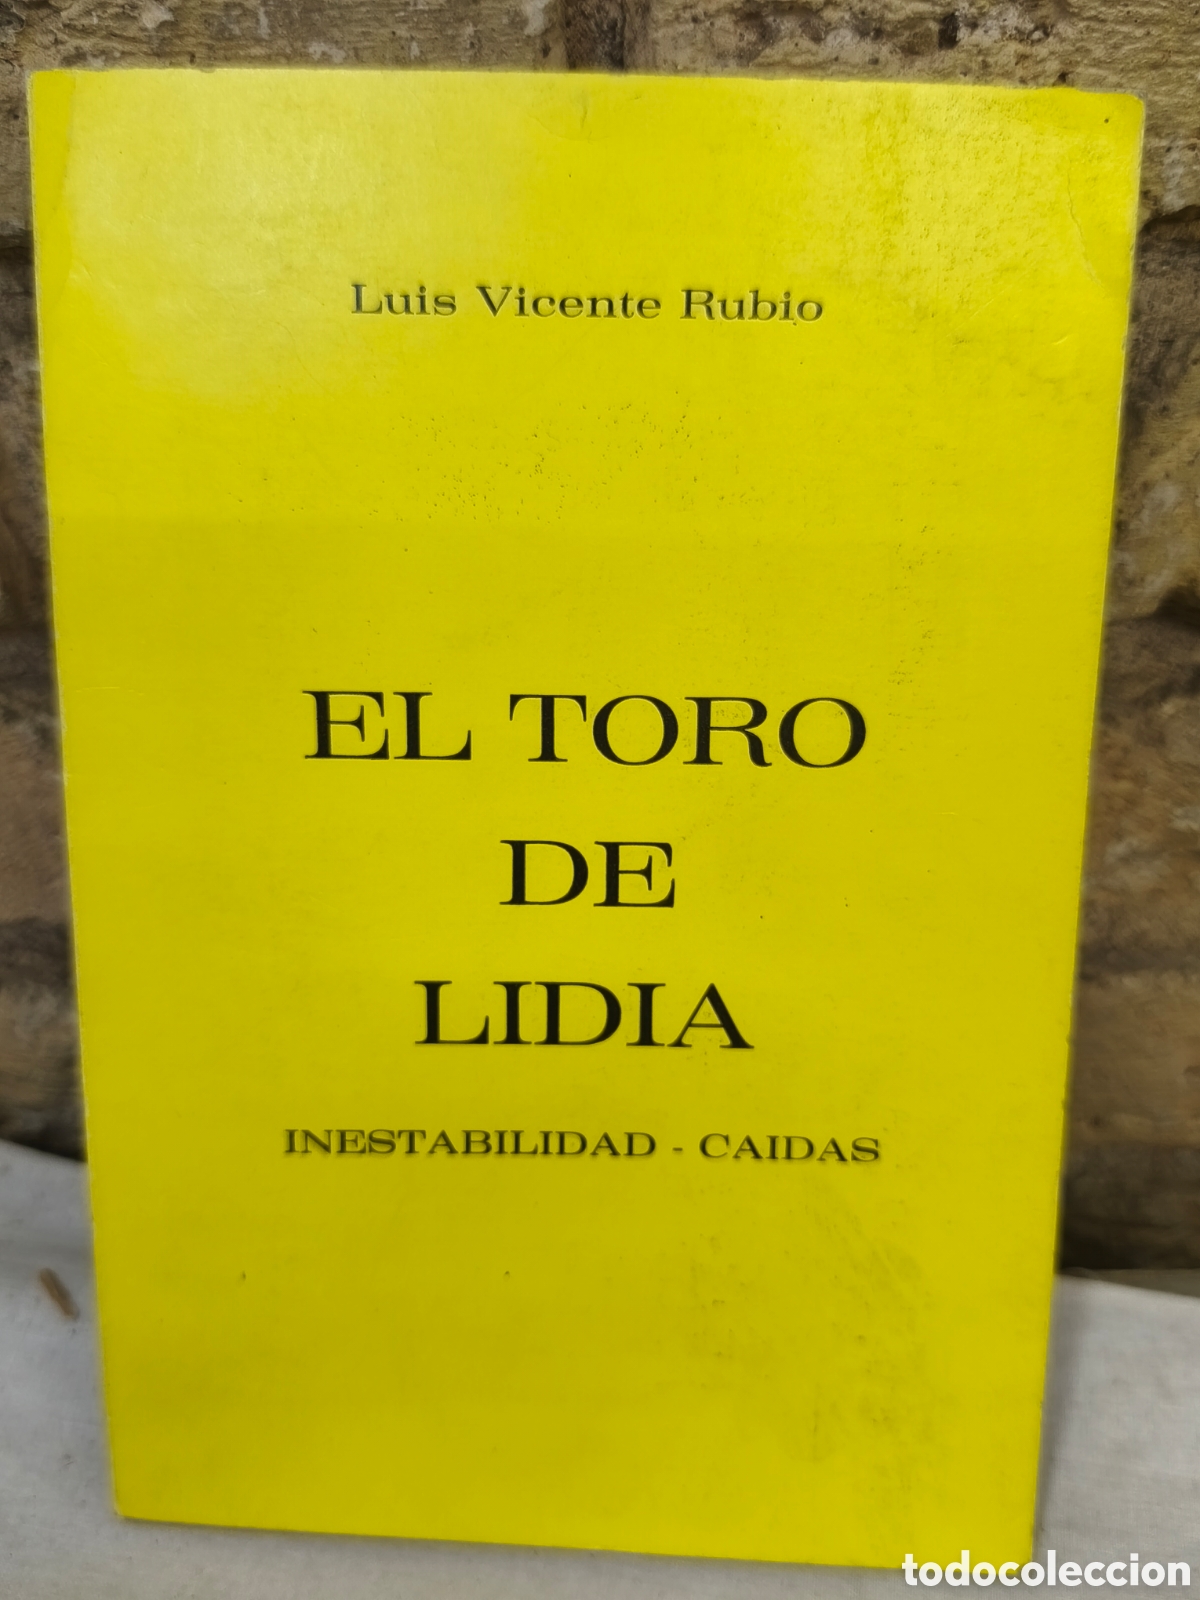 Luis Vicente Rubio
EL TORO
DE
LIDIA
INESTABILIDAD - CAIDAS
todocoleccion